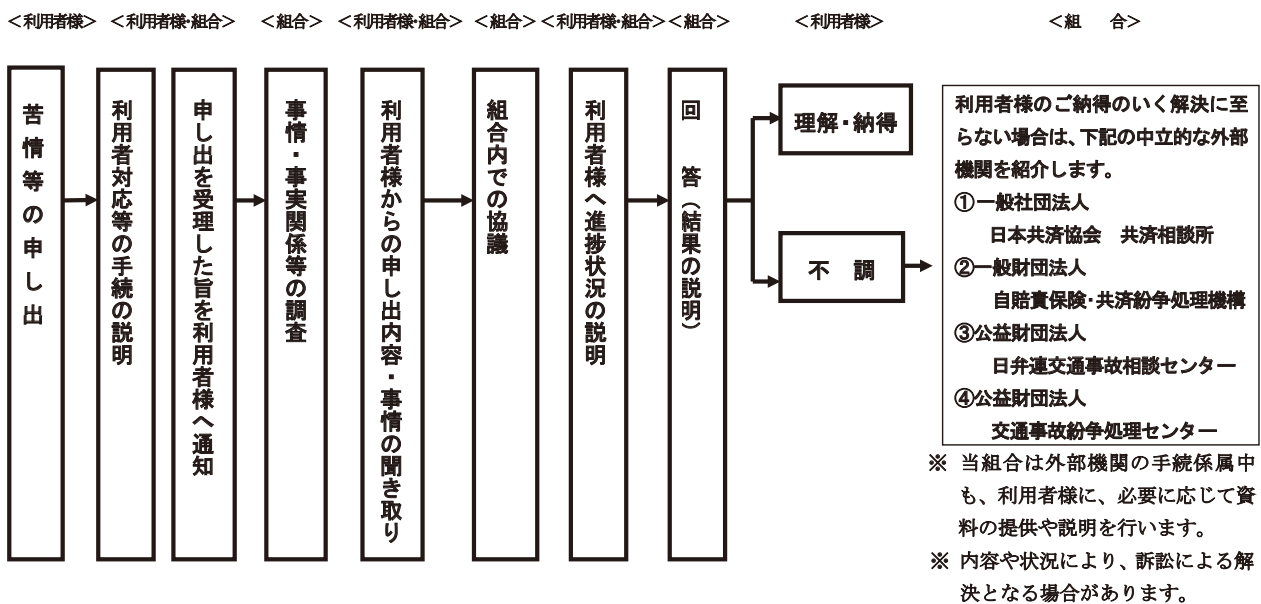 ＜利用者様＞ ＜利用者様・組合＞ ＜組合＞ ＜利用者様・組合＞ ＜組合＞ ＜利用者様・組合＞ ＜組合＞ ＜利用者様＞ ＜組　合＞
苦情等の申し出
利用者対応等の手続の説明
申し出を受理した旨を利用者様へ通知
事情・事実関係等の調査
利用者様からの申し出内容・事情の聞き取り
組合内での協議
利用者様へ進捗状況の説明
回　答（結果の説明）
理解・納得
不　調
利用者様のご納得のいく解決に至
らない場合は、下記の中立的な外部
機関を紹介します。
①一般社団法人
日本共済協会　共済相談所
②一般財団法人
自賠責保険・共済紛争処理機構
③公益財団法人
日弁連交通事故相談センター
④公益財団法人
交通事故紛争処理センター
※ 当組合は外部機関の手続係属中
も、利用者様に、必要に応じて資
料の提供や説明を行います。
※ 内容や状況により、訴訟による解
決となる場合があります。